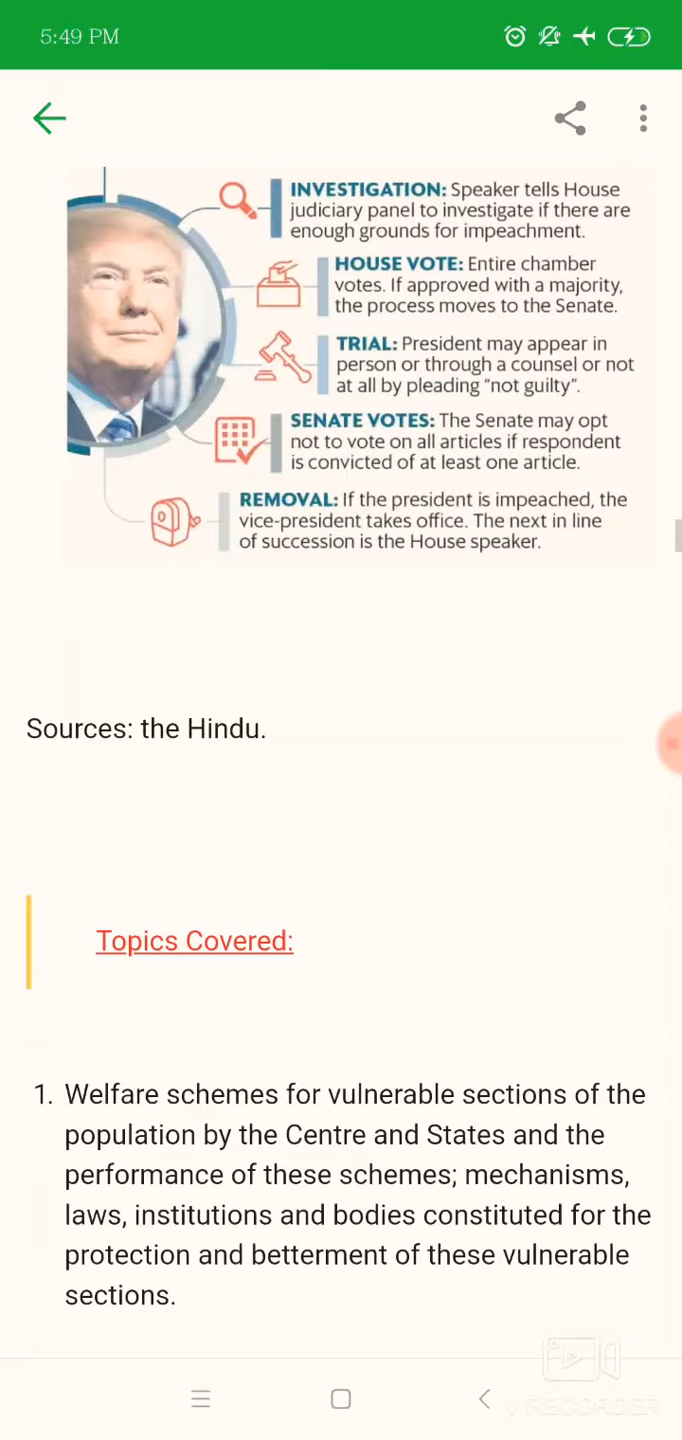 5:49 PM
INVESTIGATION: Speaker tells House
judiciary panel to investigate if there are
enough grounds for impeachment.
HOUSE VOTE: Entire chamber
votes. If approved with a majority,
the process moves to the Senate.
TRIAL: President may appear in
person or through a counsel or not
at all by pleading “not guilty”.
SENATE VOTES: The Senate may opt
not to vote on all articles if respondent
is convicted of at least one article.
REMOVAL: If the president is impeached, the
vice-president takes office. The next in line
of succession is the House speaker.
Sources: the Hindu.
Topics Covered:
1. Welfare schemes for vulnerable sections of the
population by the Centre and States and the
performance of these schemes; mechanisms,
laws, institutions and bodies constituted for the
protection and betterment of these vulnerable
sections.
V RECORDER